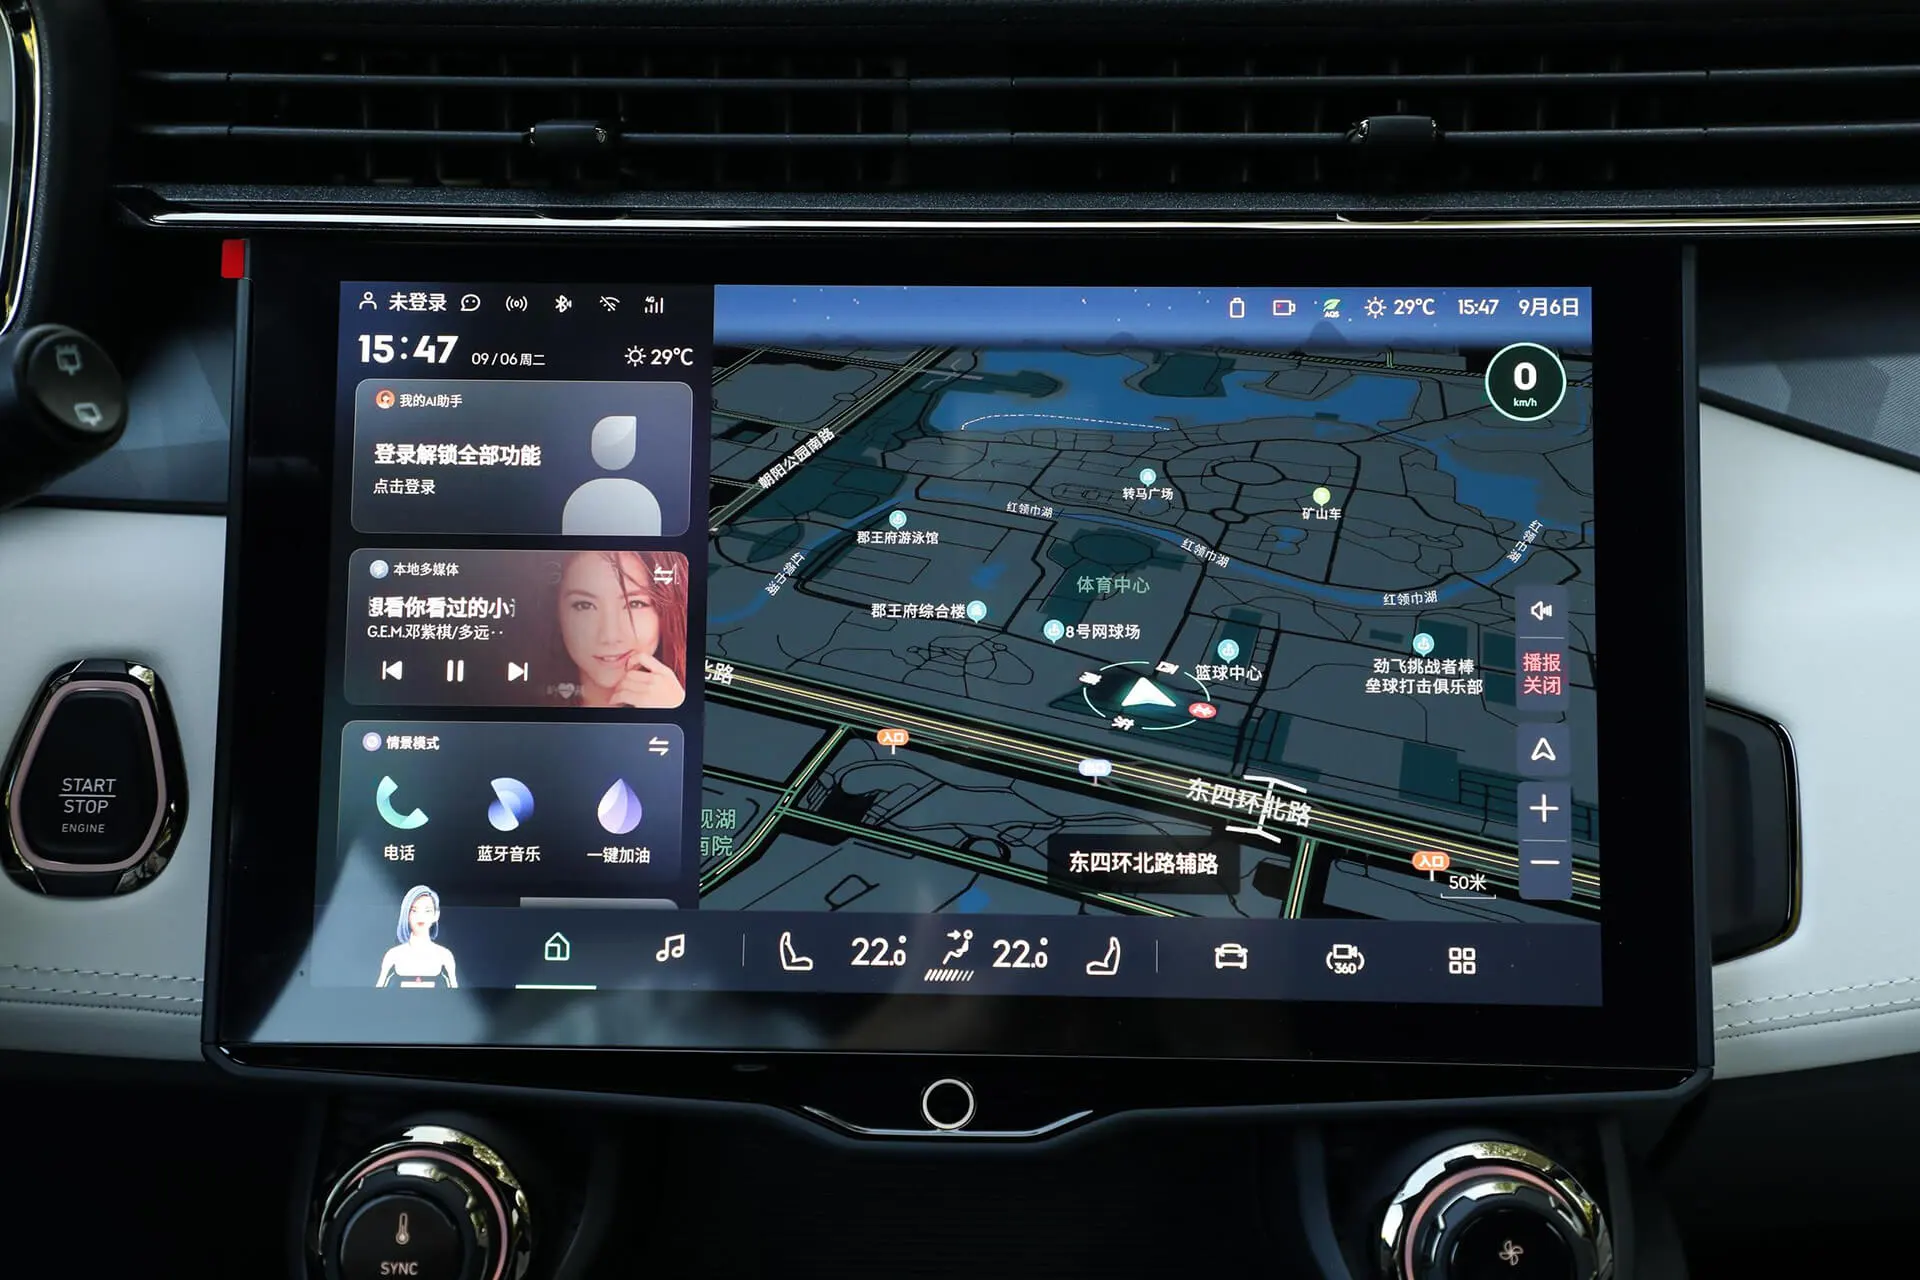 未登录
4G
AQS
29℃
15:47
9月6日
15:47
09/06周二
29℃
0
km/h
我的AI助手
登录解锁全部功能
点击登录
本地多媒体
想看你看过的小
G.E.M.邓紫棋/多远··
情景模式
电话
蓝牙音乐
一键加油
朝阳公园南路
转马广场
矿山车
红领巾湖
郡王府游泳馆
红领巾湖
红领巾湖
红领巾湖
体育中心
红领巾湖
郡王府综合楼
8号网球场
篮球中心
劲飞挑战者棒
垒球打击俱乐部
播报
关闭
北路
入口
出口
东四环北路
观湖
南院
东四环北路辅路
入口
50米
22.0
22.0
360
START
STOP
ENGINE
SYNC